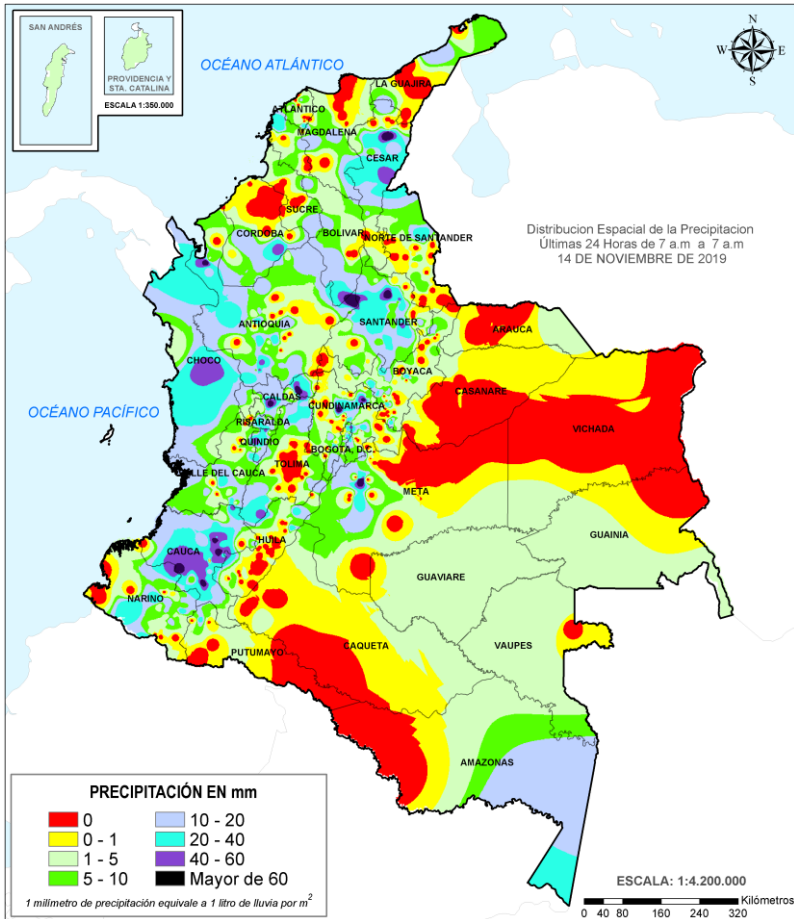 SAN ANDRÉS
PROVIDENCIA Y
STA. CATALINA
ESCALA 1:350.000
OCÉANO ATLÁNTICO
N
W E
S
LA GUAJIRA
ATLANTICO
MAGDALENA
CESAR
SUCRE
CORDOBA
BOLIVAR
NORTE DE SANTANDER
Distribucion Espacial de la Precipitacion
Últimas 24 Horas de 7 a.m a 7 a.m
14 DE NOVIEMBRE DE 2019
ANTIOQUIA
SANTANDER
ARAUCA
CHOCO
BOYACA
CASANARE
OCÉANO PACÍFICO
CALDAS
CUNDINAMARCA
RISARALDA
VICHADA
QUINDIO
BOGOTA, D.C.
TOLIMA
VALLE DEL CAUCA
META
GUAINIA
HUILA
CAUCA
GUAVIARE
NARINO
VAUPES
CAQUETA
PUTUMAYO
AMAZONAS
PRECIPITACIÓN EN mm
0 10 - 20
0 - 1 20 - 40
1 - 5 40 - 60
5 - 10 Mayor de 60
1 milímetro de precipitación equivale a 1 litro de lluvia por m²
ESCALA: 1:4.200.000
Kilómetros
0 40 80 160 240 320